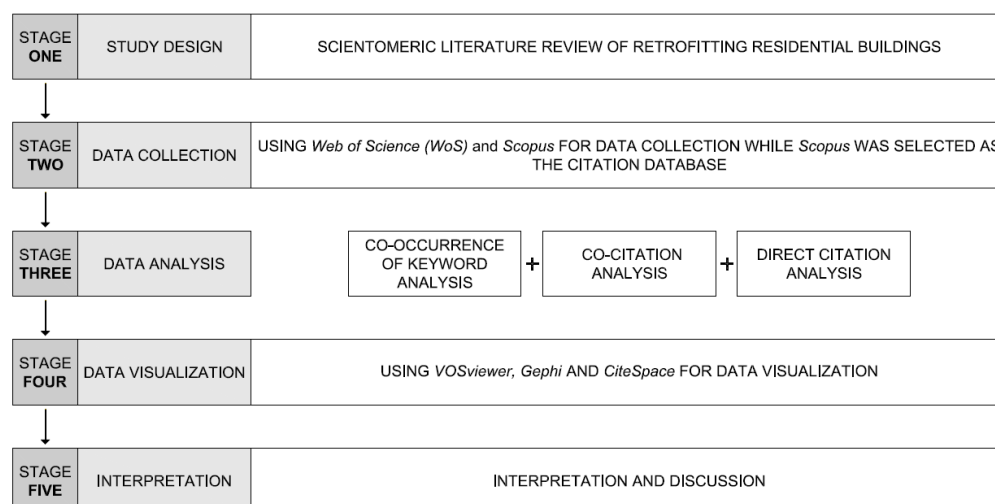 STAGE
ONE
STUDY DESIGN
SCIENTOMERIC LITERATURE REVIEW OF RETROFITTING RESIDENTIAL BUILDINGS
STAGE
TWO
DATA COLLECTION
USING Web of Science (WoS) and Scopus FOR DATA COLLECTION WHILE Scopus WAS SELECTED AS
THE CITATION DATABASE
STAGE
THREE
DATA ANALYSIS
CO-OCCURRENCE
OF KEYWORD
ANALYSIS
+
CO-CITATION
ANALYSIS
+
DIRECT CITATION
ANALYSIS
STAGE
FOUR
DATA VISUALIZATION
USING VOSviewer, Gephi AND CiteSpace FOR DATA VISUALIZATION
STAGE
FIVE
INTERPRETATION
INTERPRETATION AND DISCUSSION